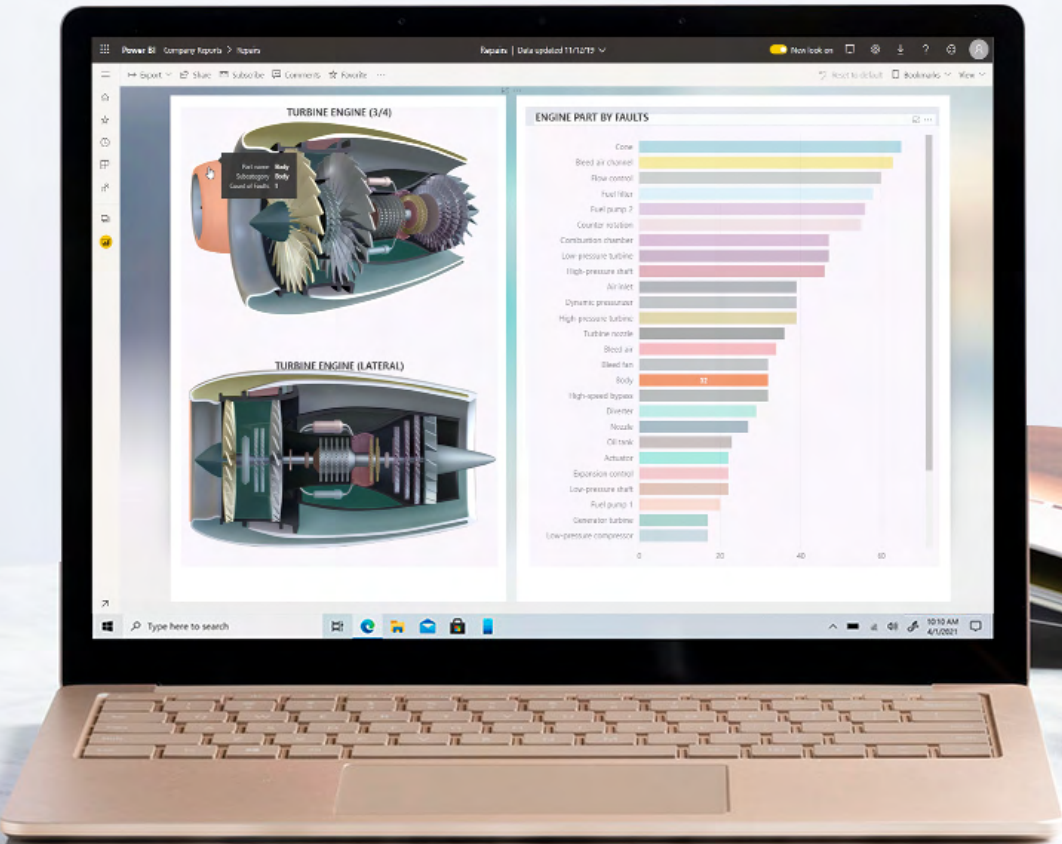 Power BI Company Reports > Repairs
Repairs | Data updated 11/12/19
New look on
Export
Share
Subscribe
Comments
Favorite
Reset to default
Bookmarks
View
TURBINE ENGINE (3/4)
Part name Body
Subcategory Body
Count of faults 1
TURBINE ENGINE (LATERAL)
ENGINE PART BY FAULTS
Cone
Bleed air channel
Flow control
Fuel filter
Fuel pump 2
Counter rotation
Combustion chamber
Low-pressure turbine
High-pressure shaft
Air inlet
Dynamic pressurizer
High-pressure turbine
Turbine nozzle
Bleed air
Bleed fan
Body 32
High-speed bypass
Diverter
Nozzle
Oil tank
Actuator
Expansion control
Low-pressure shaft
Fuel pump 1
Generator turbine
Low-pressure compressor
0 20 40 60
Type here to search
10:10 AM
4/1/2021